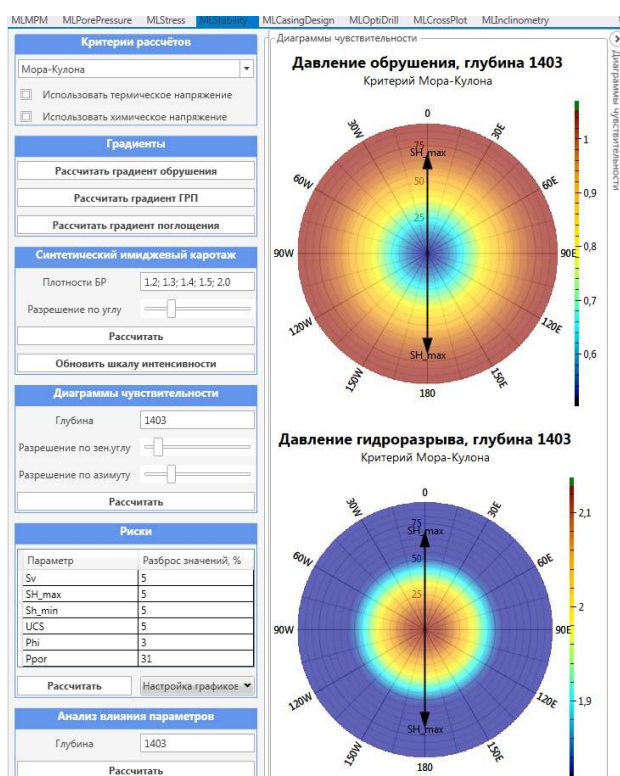 MLMPM MLPorePressure MLStress MLStability MLCasingDesign MLOptiDrill MLCrossPlot MLInclinometry
Критерии рассчётов
Мора-Кулона
Использовать термическое напряжение
Использовать химическое напряжение
Градиенты
Рассчитать градиент обрушения
Рассчитать градиент ГРП
Рассчитать градиент поглощения
Синтетический имиджевый каротаж
Плотности БР 1.2; 1.3; 1.4; 1.5; 2.0
Разрешение по углу
Рассчитать
Обновить шкалу интенсивности
Диаграммы чувствительности
Глубина 1403
Разрешение по зен.углу
Разрешение по азимуту
Рассчитать
Риски
Параметр Разброс значений, %
Sv 5
SH_max 5
Sh_min 5
UCS 5
Phi 3
Ppor 31
Рассчитать Настройка графиков
Анализ влияния параметров
Глубина 1403
Рассчитать
Диаграммы чувствительности
Давление обрушения, глубина 1403
Критерий Мора-Кулона
0
30W 30E
SH_max
75
60W 50 60E
25
90W 90E
120W 120E
SH_max
150W 150E
180
1
0,9
0,8
0,7
0,6
Давление гидроразрыва, глубина 1403
Критерий Мора-Кулона
0
30W 30E
75
SH_max
60W 50 60E
25
90W 90E
120W 120E
SH_max
150W 150E
180
2,1
2
1,9
Диаграммы чувствительности